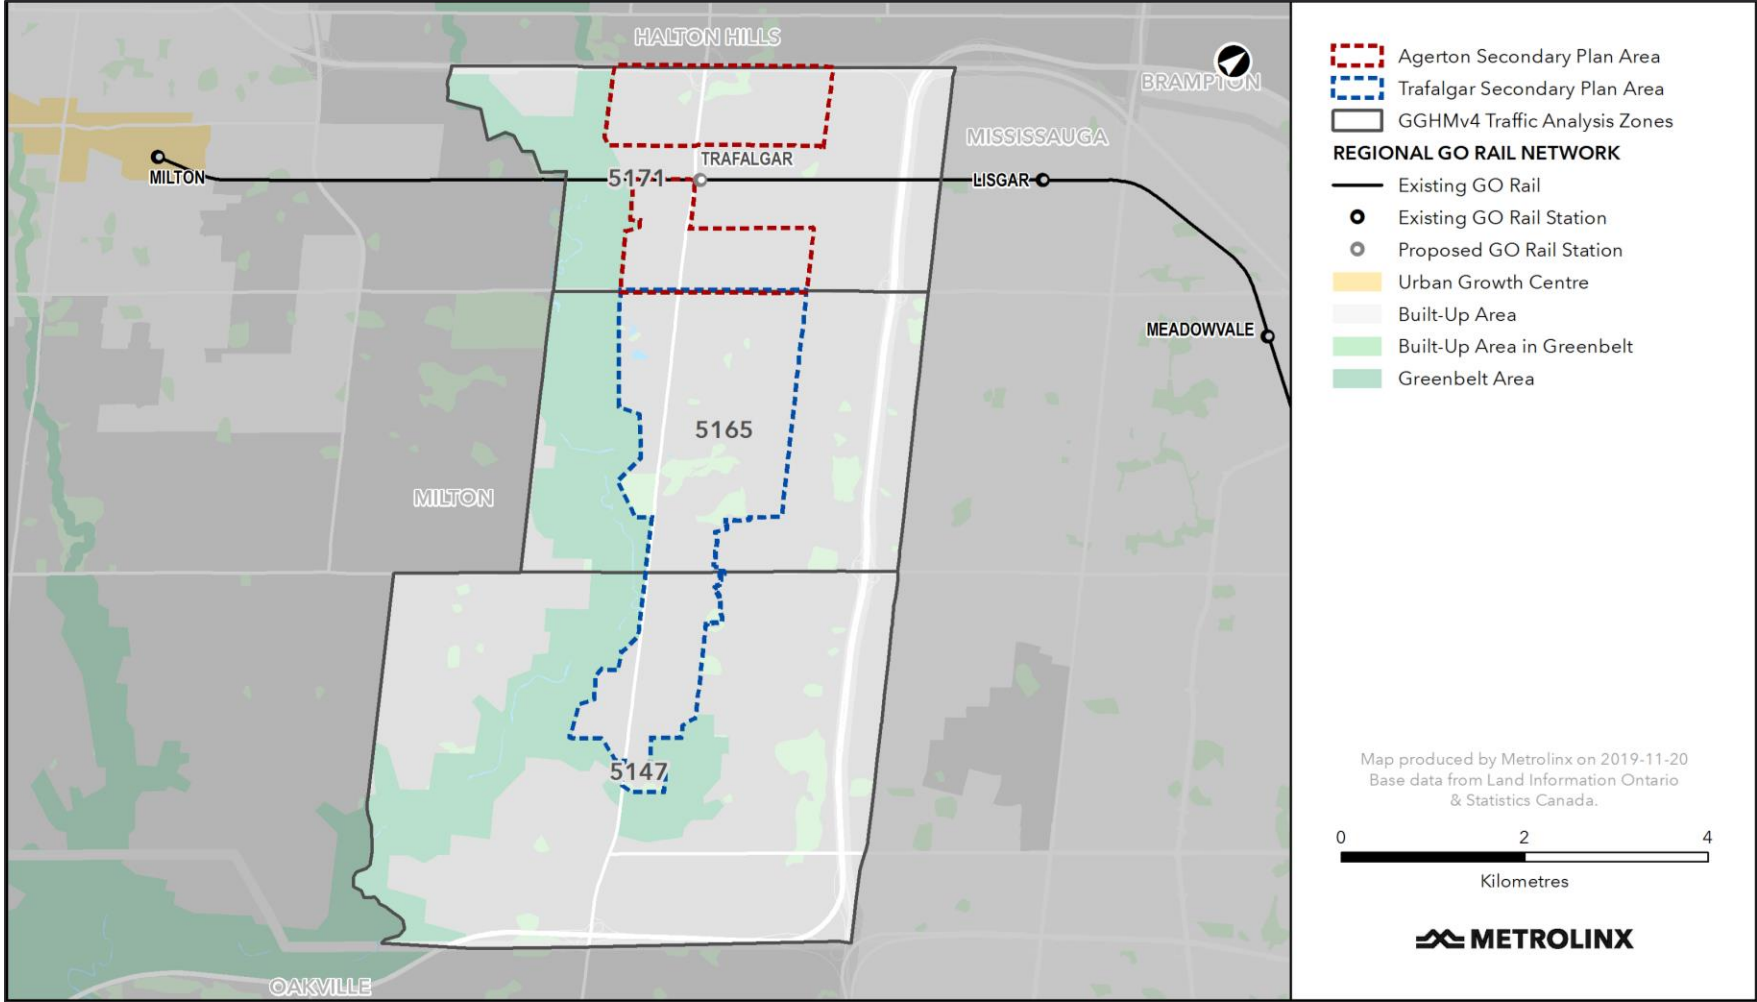 HALTON HILLS
BRAMPTON
MISSISSAUGA
TRAFALGAR
MILTON
5171
LISGAR
MEADOWVALE
5165
MILTON
5147
OAKVILLE
Agerton Secondary Plan Area
Trafalgar Secondary Plan Area
GGHMv4 Traffic Analysis Zones
REGIONAL GO RAIL NETWORK
Existing GO Rail
Existing GO Rail Station
Proposed GO Rail Station
Urban Growth Centre
Built-Up Area
Built-Up Area in Greenbelt
Greenbelt Area
Map produced by Metrolinx on 2019-11-20
Base data from Land Information Ontario
& Statistics Canada.
0 2 4
Kilometres
METROLINX